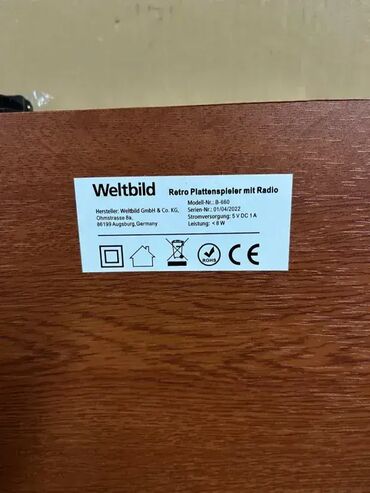 Weltbild
Retro Plattenspieler mit Radio
Hersteller: Weltbild GmbH & Co. KG,
Ohmstrasse 8a,
86199 Augsburg,Germany
Modell-Nr.: B-660
Serien-Nr.: 01/04/2022
Stromversorgung: 5 V DC 1 A
Leistung: < 8 W
ROHS
CE